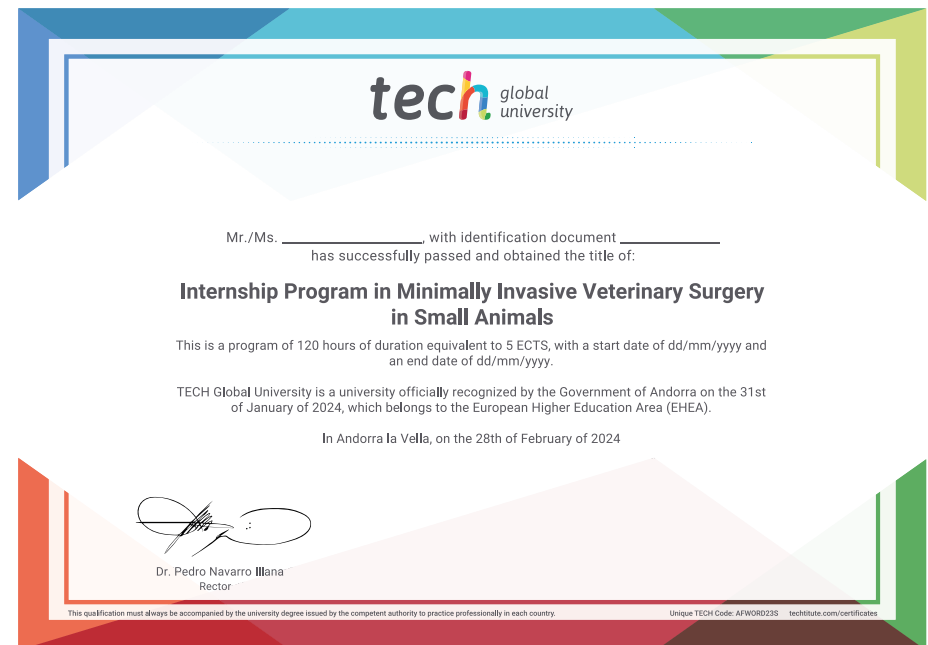 tech global
university
Mr./Ms. ____________________, with identification document ______________
has successfully passed and obtained the title of:
Internship Program in Minimally Invasive Veterinary Surgery
in Small Animals
This is a program of 120 hours of duration equivalent to 5 ECTS, with a start date of dd/mm/yyyy and
an end date of dd/mm/yyyy.
TECH Global University is a university officially recognized by the Government of Andorra on the 31st
of January of 2024, which belongs to the European Higher Education Area (EHEA).
In Andorra la Vella, on the 28th of February of 2024
Dr. Pedro Navarro Illana
Rector
This qualification must always be accompanied by the university degree issued by the competent authority to practice professionally in each country.
Unique TECH Code: AFWORD23S techtitute.com/certificates